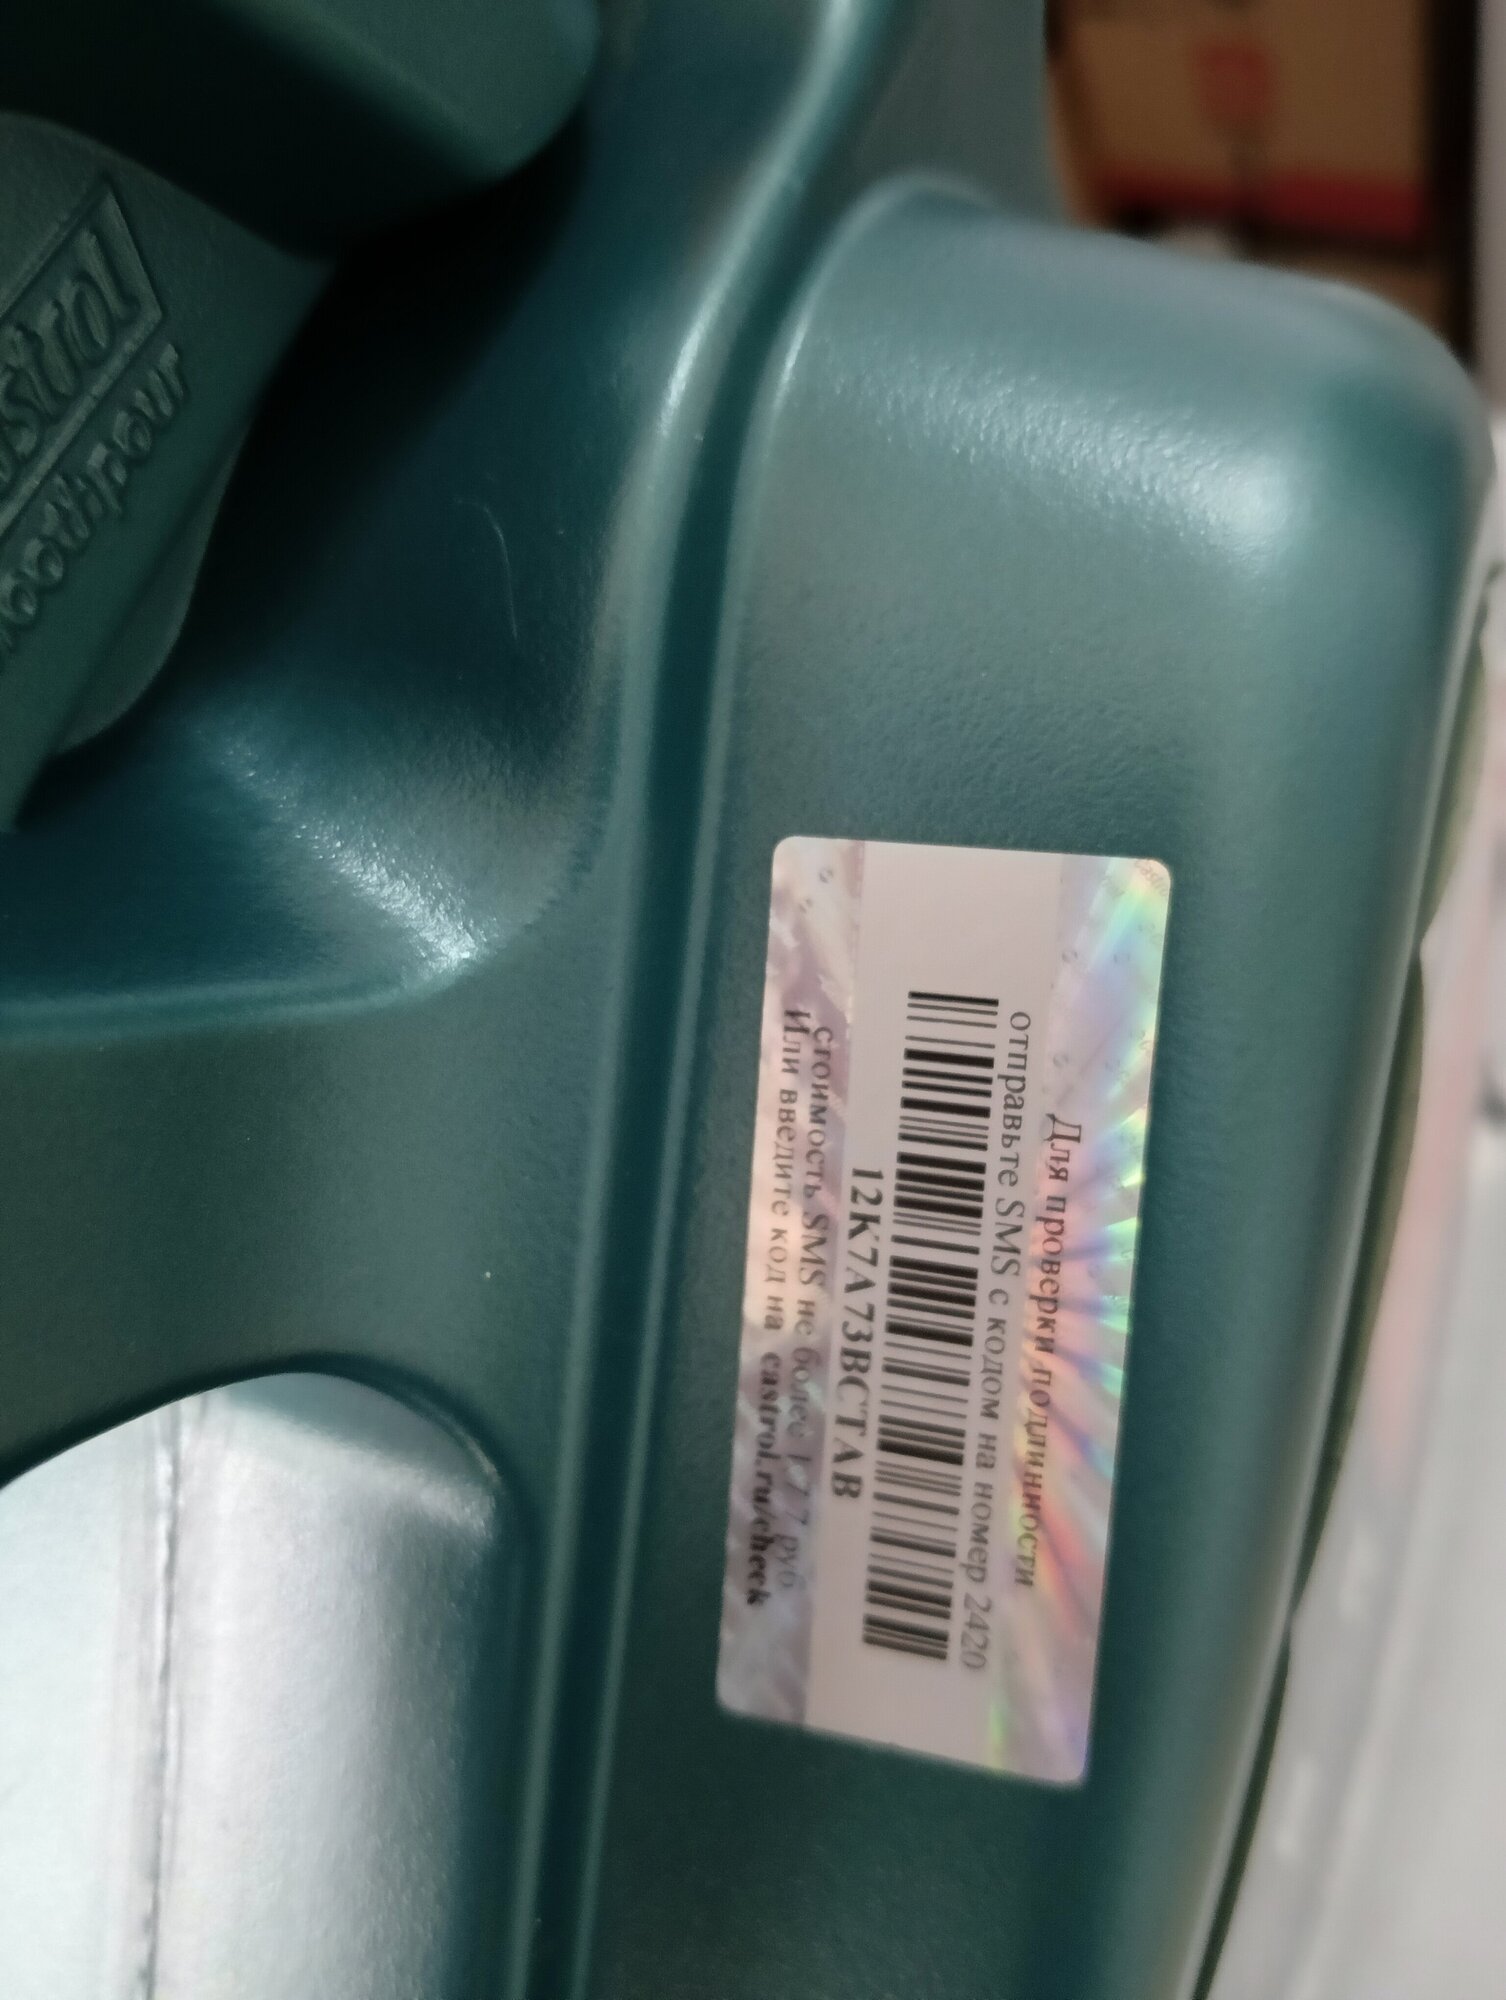 Для проверки подлинности
отправьте SMS с кодом на номер 2420
12K7A73BCTAB
стоимость SMS не более 1,7 руб
Или введите код на castrol.ru/check